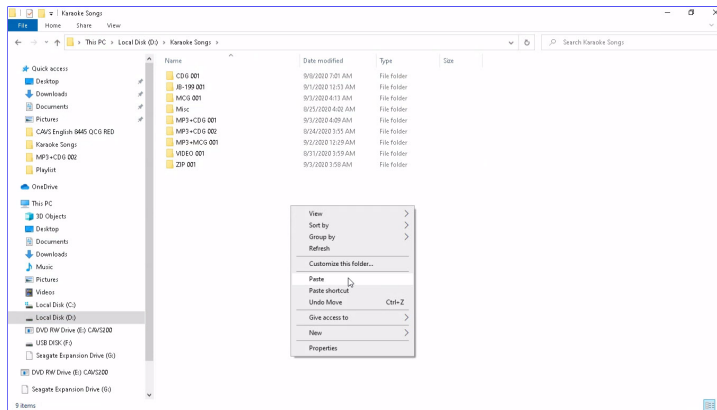 Karaoke Songs
File Home Share View
This PC > Local Disk (D:) > Karaoke Songs >
Search Karaoke Songs
Name Date modified Type Size
Quick access
Desktop
Downloads
Documents
Pictures
CAVS English 844S QCG RED
Karaoke Songs
MP3+CDG 002
Playlist
OneDrive
This PC
3D Objects
Desktop
Documents
Downloads
Music
Pictures
Videos
Local Disk (C:)
Local Disk (D:)
DVD RW Drive (E:) CAVS200
USB DISK (F:)
Seagate Expansion Drive (G:)
DVD RW Drive (E:) CAVS200
Seagate Expansion Drive (G:)
CDG 001 9/8/2020 7:01 AM File folder
JB-199 001 9/1/2020 12:53 AM File folder
MCG 001 9/3/2020 4:13 AM File folder
Misc 8/25/2020 4:02 AM File folder
MP3+CDG 001 9/3/2020 4:09 AM File folder
MP3+CDG 002 8/24/2020 3:55 AM File folder
MP3+MCG 001 9/2/2020 12:29 AM File folder
VIDEO 001 8/31/2020 3:59 AM File folder
ZIP 001 9/3/2020 3:58 AM File folder
View
Sort by
Group by
Refresh
Customize this folder...
Paste
Paste shortcut
Undo Move Ctrl+Z
Give access to
New
Properties
9 items